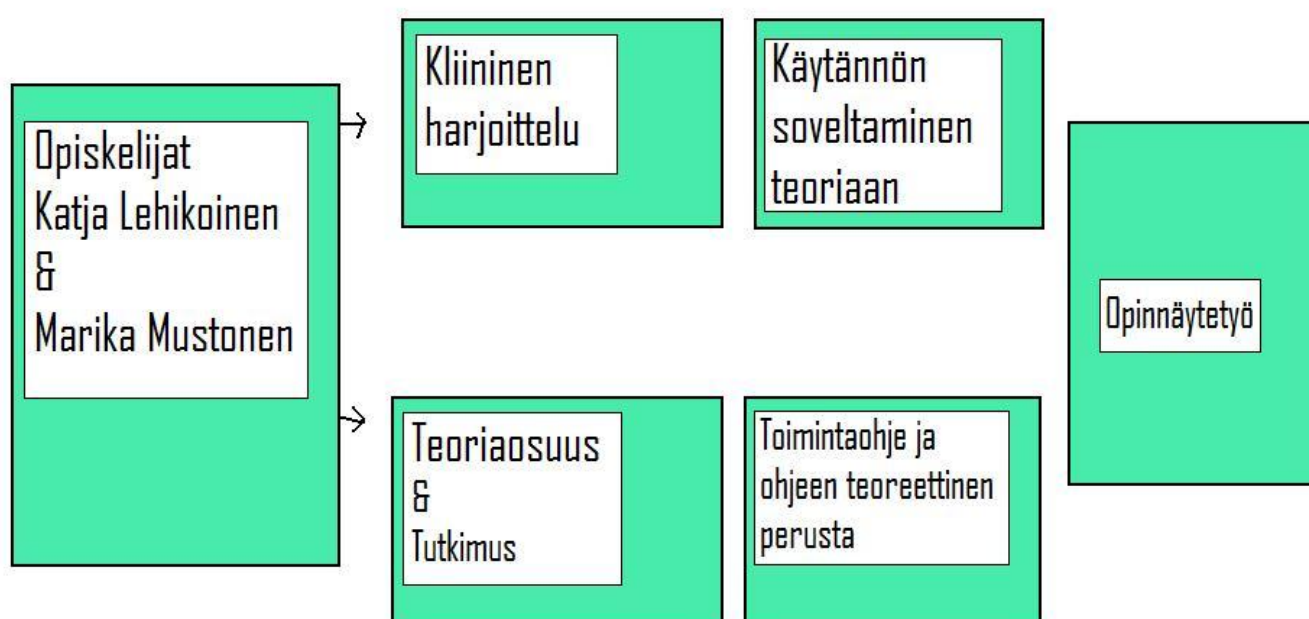 Opiskelijat
Katja Lehikoinen
&
Marika Mustonen
Kliininen
harjoittelu
Käytännön
soveltaminen
teoriaan
Teoriaosuus
&
Tutkimus
Toimintaohje ja
ohjeen teoreettinen
perusta
Opinnäytetyö